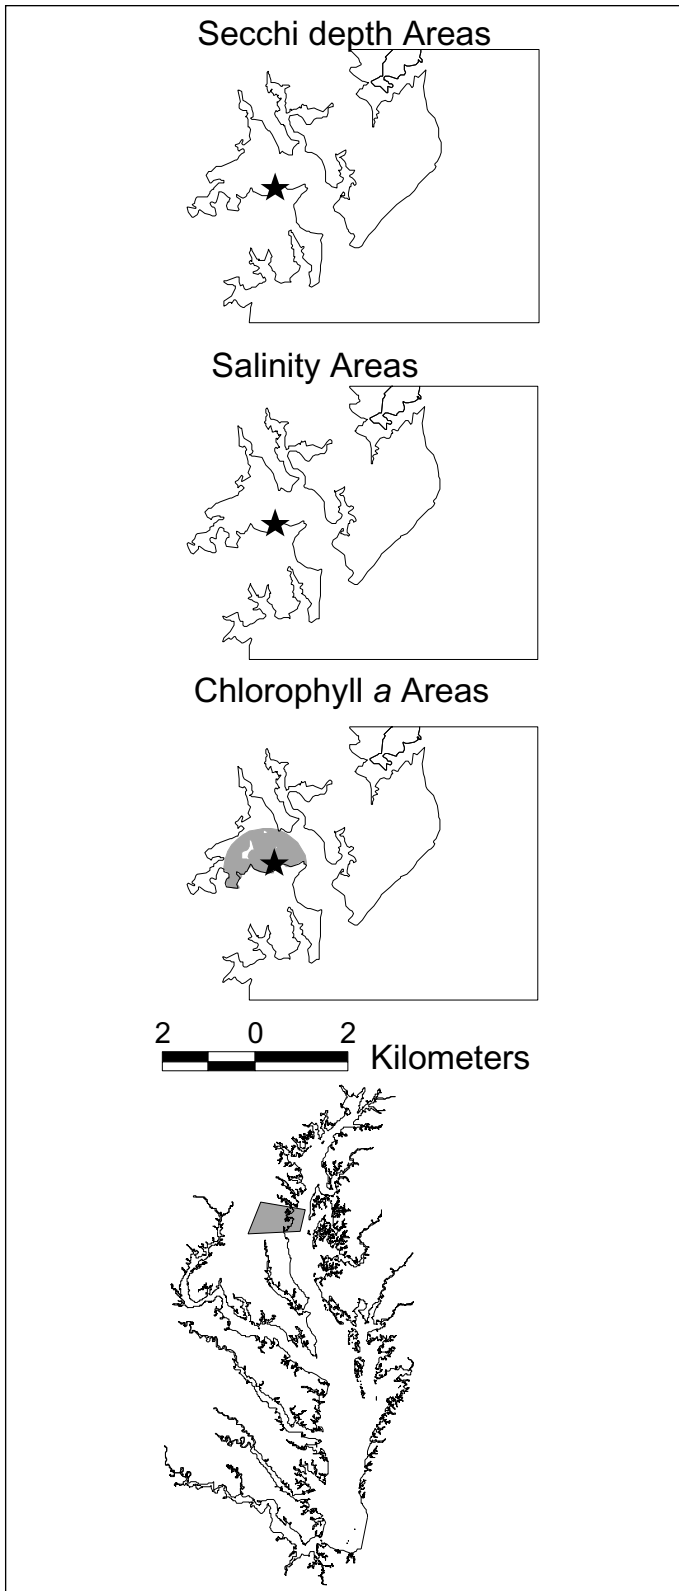 Secchi depth Areas
Salinity Areas
Chlorophyll a Areas
2 0 2
Kilometers